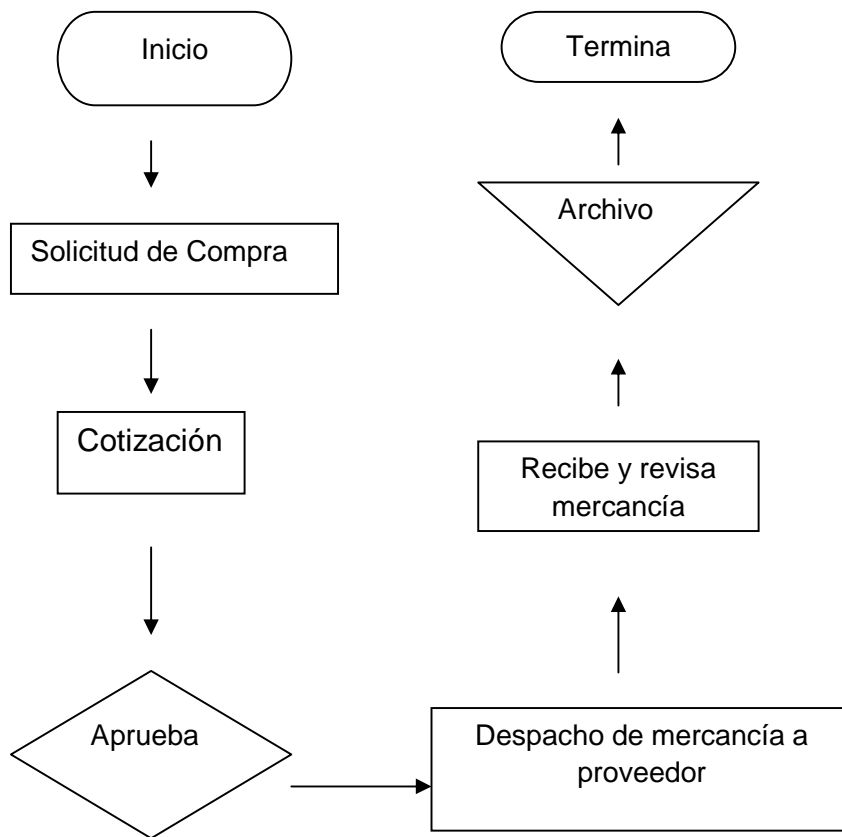 Inicio
Solicitud de Compra
Cotización
Aprueba
Despacho de mercancía a
proveedor
Recibe y revisa
mercancía
Archivo
Termina